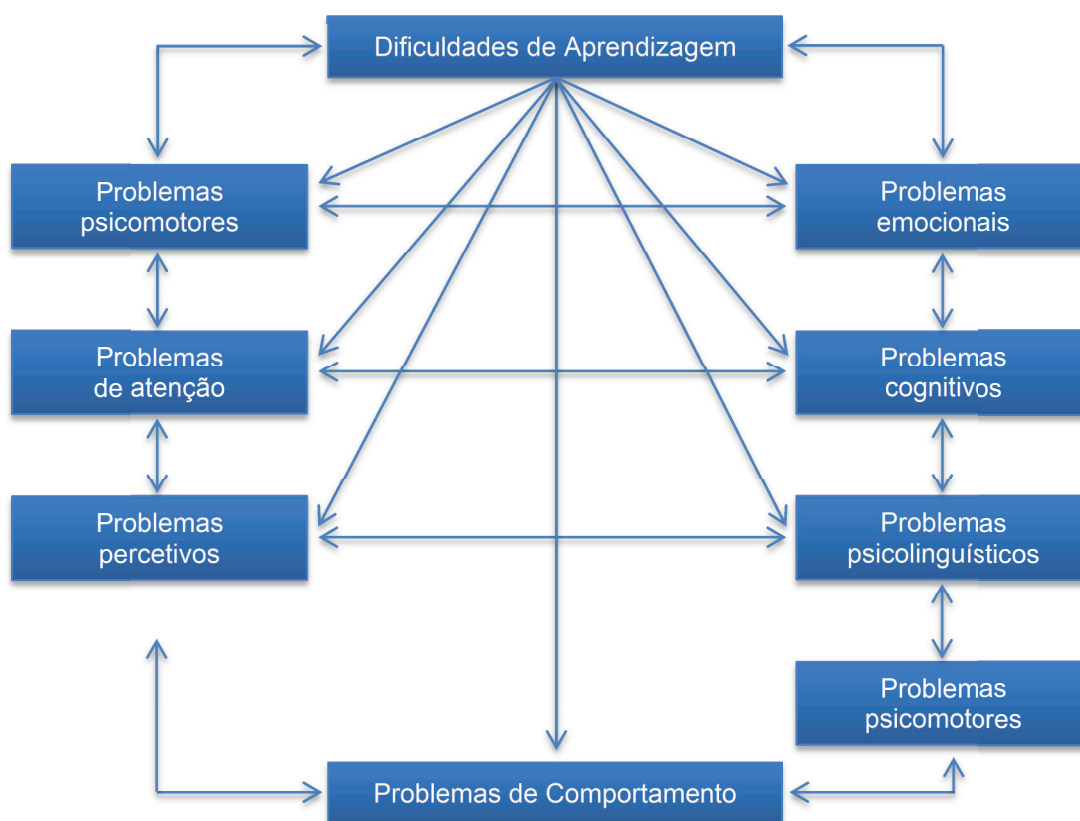 Dificuldades de Aprendizagem
Problemas
psicomotores
Problemas
emocionais
Problemas
de atenção
Problemas
cognitivos
Problemas
percetivos
Problemas
psicolinguísticos
Problemas
psicomotores
Problemas de Comportamento